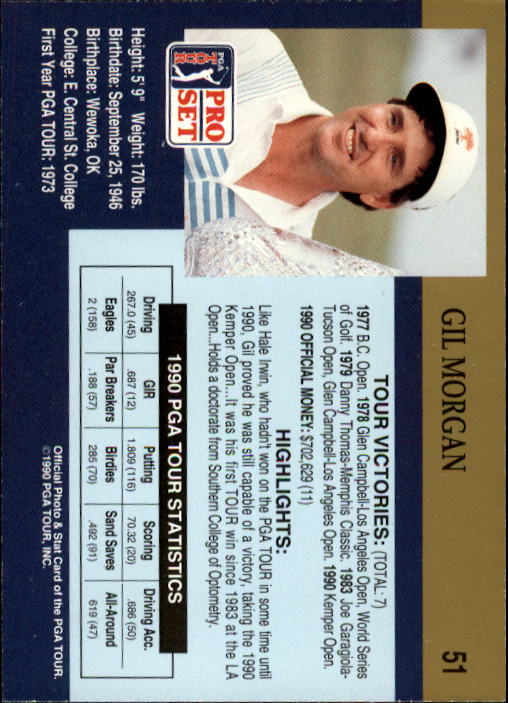 GIL MORGAN
51
PGA
TOUR
PRO
SET
TM
Height: 5' 9" Weight: 170 lbs.
Birthdate: September 25, 1946
Birthplace: Wewoka, OK
College: E. Central St. College
First Year PGA TOUR: 1973
TOUR VICTORIES: (TOTAL: 7)
1977 B.C. Open. 1978 Glen Campbell-Los Angeles Open, World Series
of Golf. 1979 Danny Thomas-Memphis Classic. 1983 Joe Garagiola-
Tucson Open, Glen Campbell-Los Angeles Open. 1990 Kemper Open.
1990 OFFICIAL MONEY: $702,629 (11)
HIGHLIGHTS:
Like Hale Irwin, who hadn't won on the PGA TOUR in some time until
1990, Gil proved he was still capable of a victory, taking the 1990
Kemper Open...It was his first TOUR win since 1983 at the LA
Open...Holds a doctorate from Southern College of Optometry.
1990 PGA TOUR STATISTICS
Driving GIR Putting Scoring Driving Acc.
267.0 (45) .687 (12) 1.809 (116) 70.32 (20) .686 (50)
Eagles Par Breakers Birdies Sand Saves All-Around
2 (158) .188 (57) 285 (70) .492 (91) 619 (47)
Official Photo & Stat Card of the PGA TOUR.
©1990 PGA TOUR, INC.